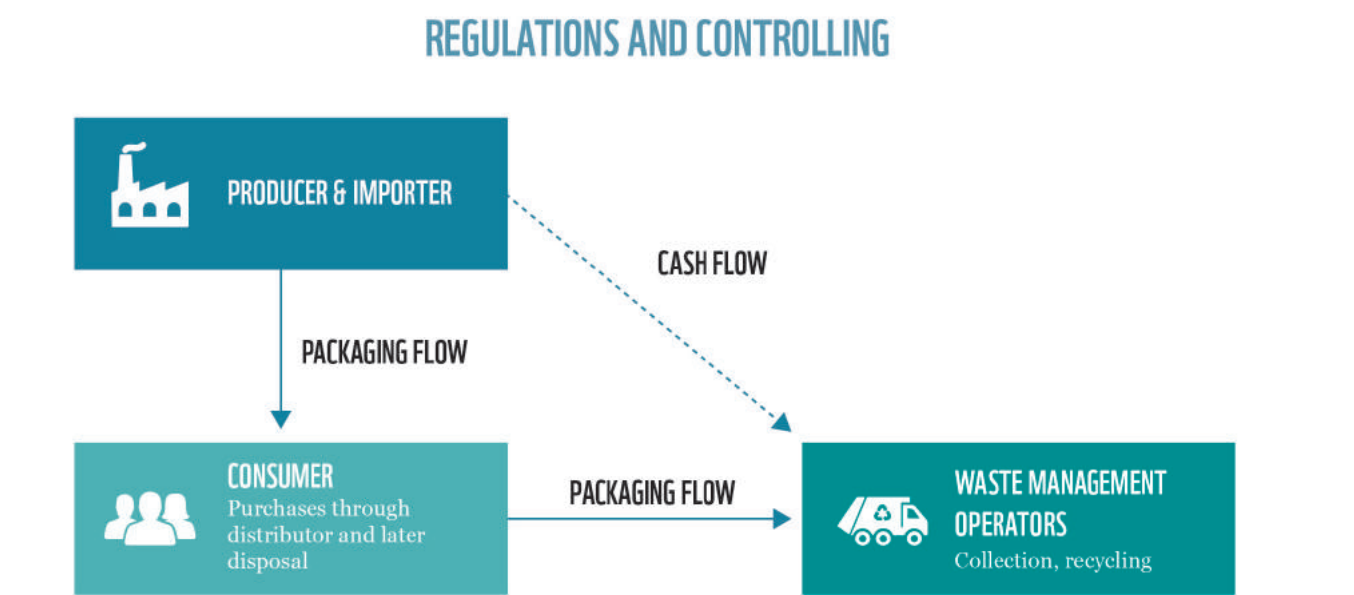 REGULATIONS AND CONTROLLING
PRODUCER & IMPORTER
CASH FLOW
PACKAGING FLOW
CONSUMER
Purchases through
distributor and later
disposal
PACKAGING FLOW
WASTE MANAGEMENT
OPERATORS
Collection, recycling